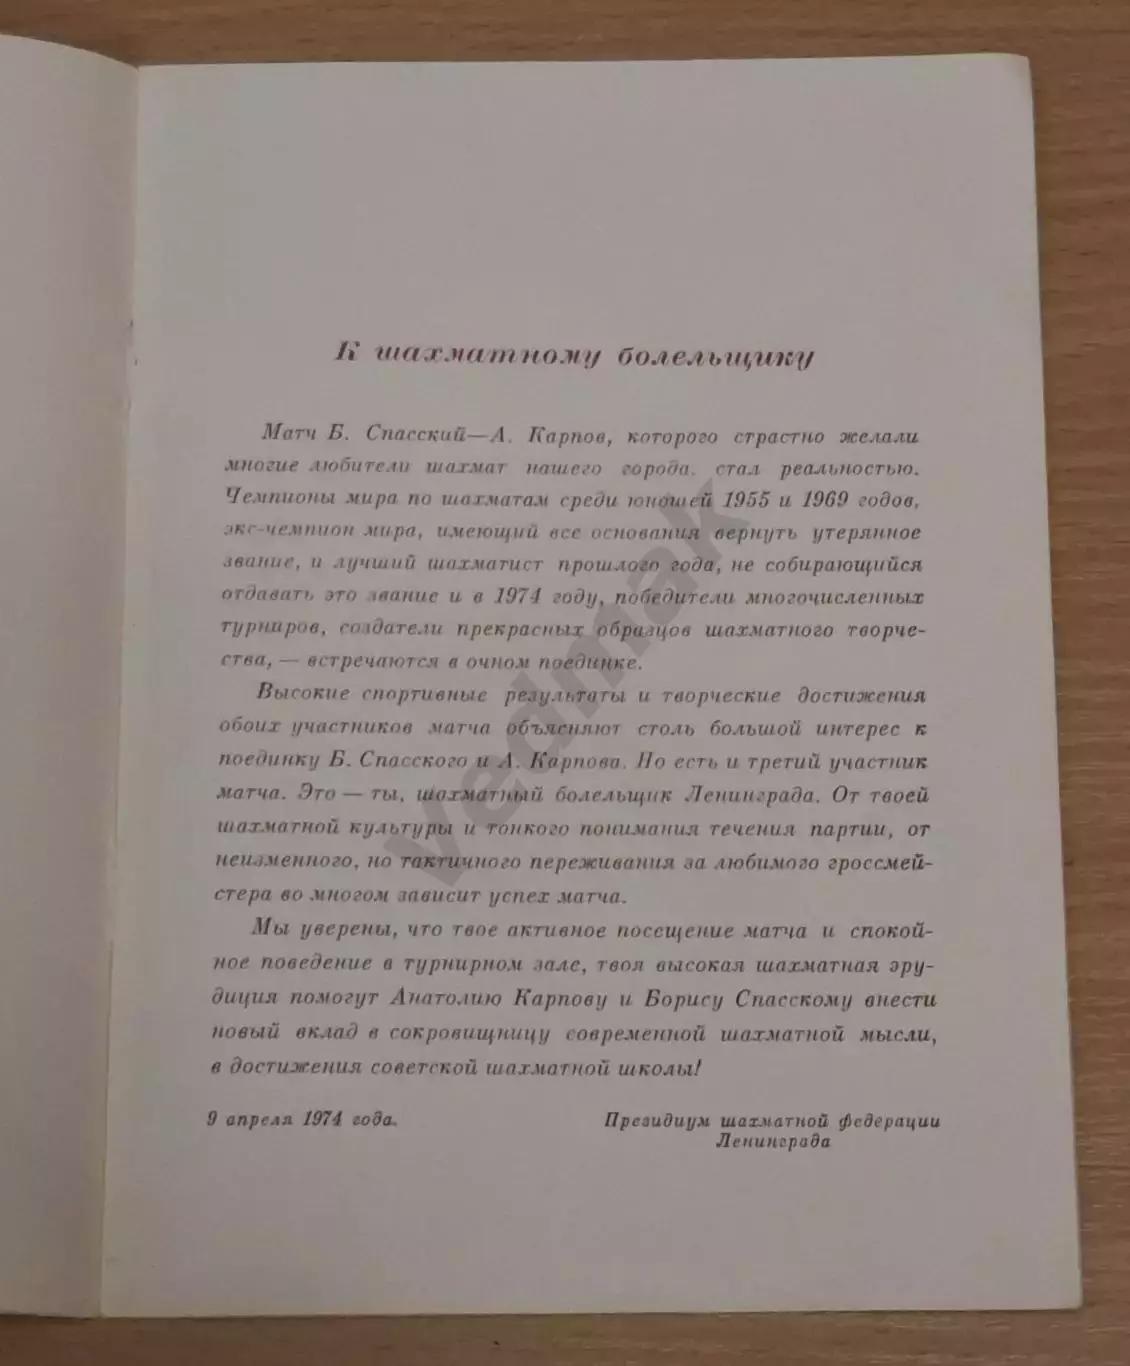 К шахматному болельщику
Матч Б. Спасский—А. Карпов, которого страстно желали
многие любители шахмат нашего города, стал реальностью.
Чемпионы мира по шахматам среди юношей 1955 и 1969 годов,
экс-чемпион мира, имеющий все основания вернуть утерянное
звание, и лучший шахматист прошлого года, не собирающийся
отдавать это звание и в 1974 году, победители многочисленных
турниров, создатели прекрасных образцов шахматного творче-
ства, — встречаются в очном поединке.
Высокие спортивные результаты и творческие достижения
обоих участников матча объясняют столь большой интерес к
поединку Б. Спасского и А. Карпова. Но есть и третий участник
матча. Это — ты, шахматный болельщик Ленинграда. От твоей
шахматной культуры и тонкого понимания течения партии, от
неизменного, но тактичного переживания за любимого гроссмей-
стера во многом зависит успех матча.
Мы уверены, что твое активное посещение матча и спокой-
ное поведение в турнирном зале, твоя высокая шахматная эру-
диция помогут Анатолию Карпову и Борису Спасскому внести
новый вклад в сокровищницу современной шахматной мысли,
в достижения советской шахматной школы!
9 апреля 1974 года.
Президиум шахматной федерации
Ленинграда
vedmak